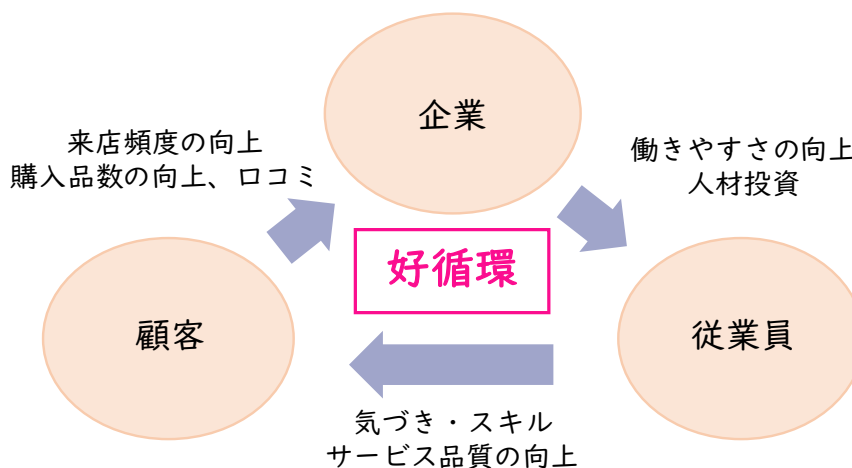 企業
来店頻度の向上
購入品数の向上、口コミ
働きやすさの向上
人材投資
好循環
顧客
従業員
気づき・スキル
サービス品質の向上